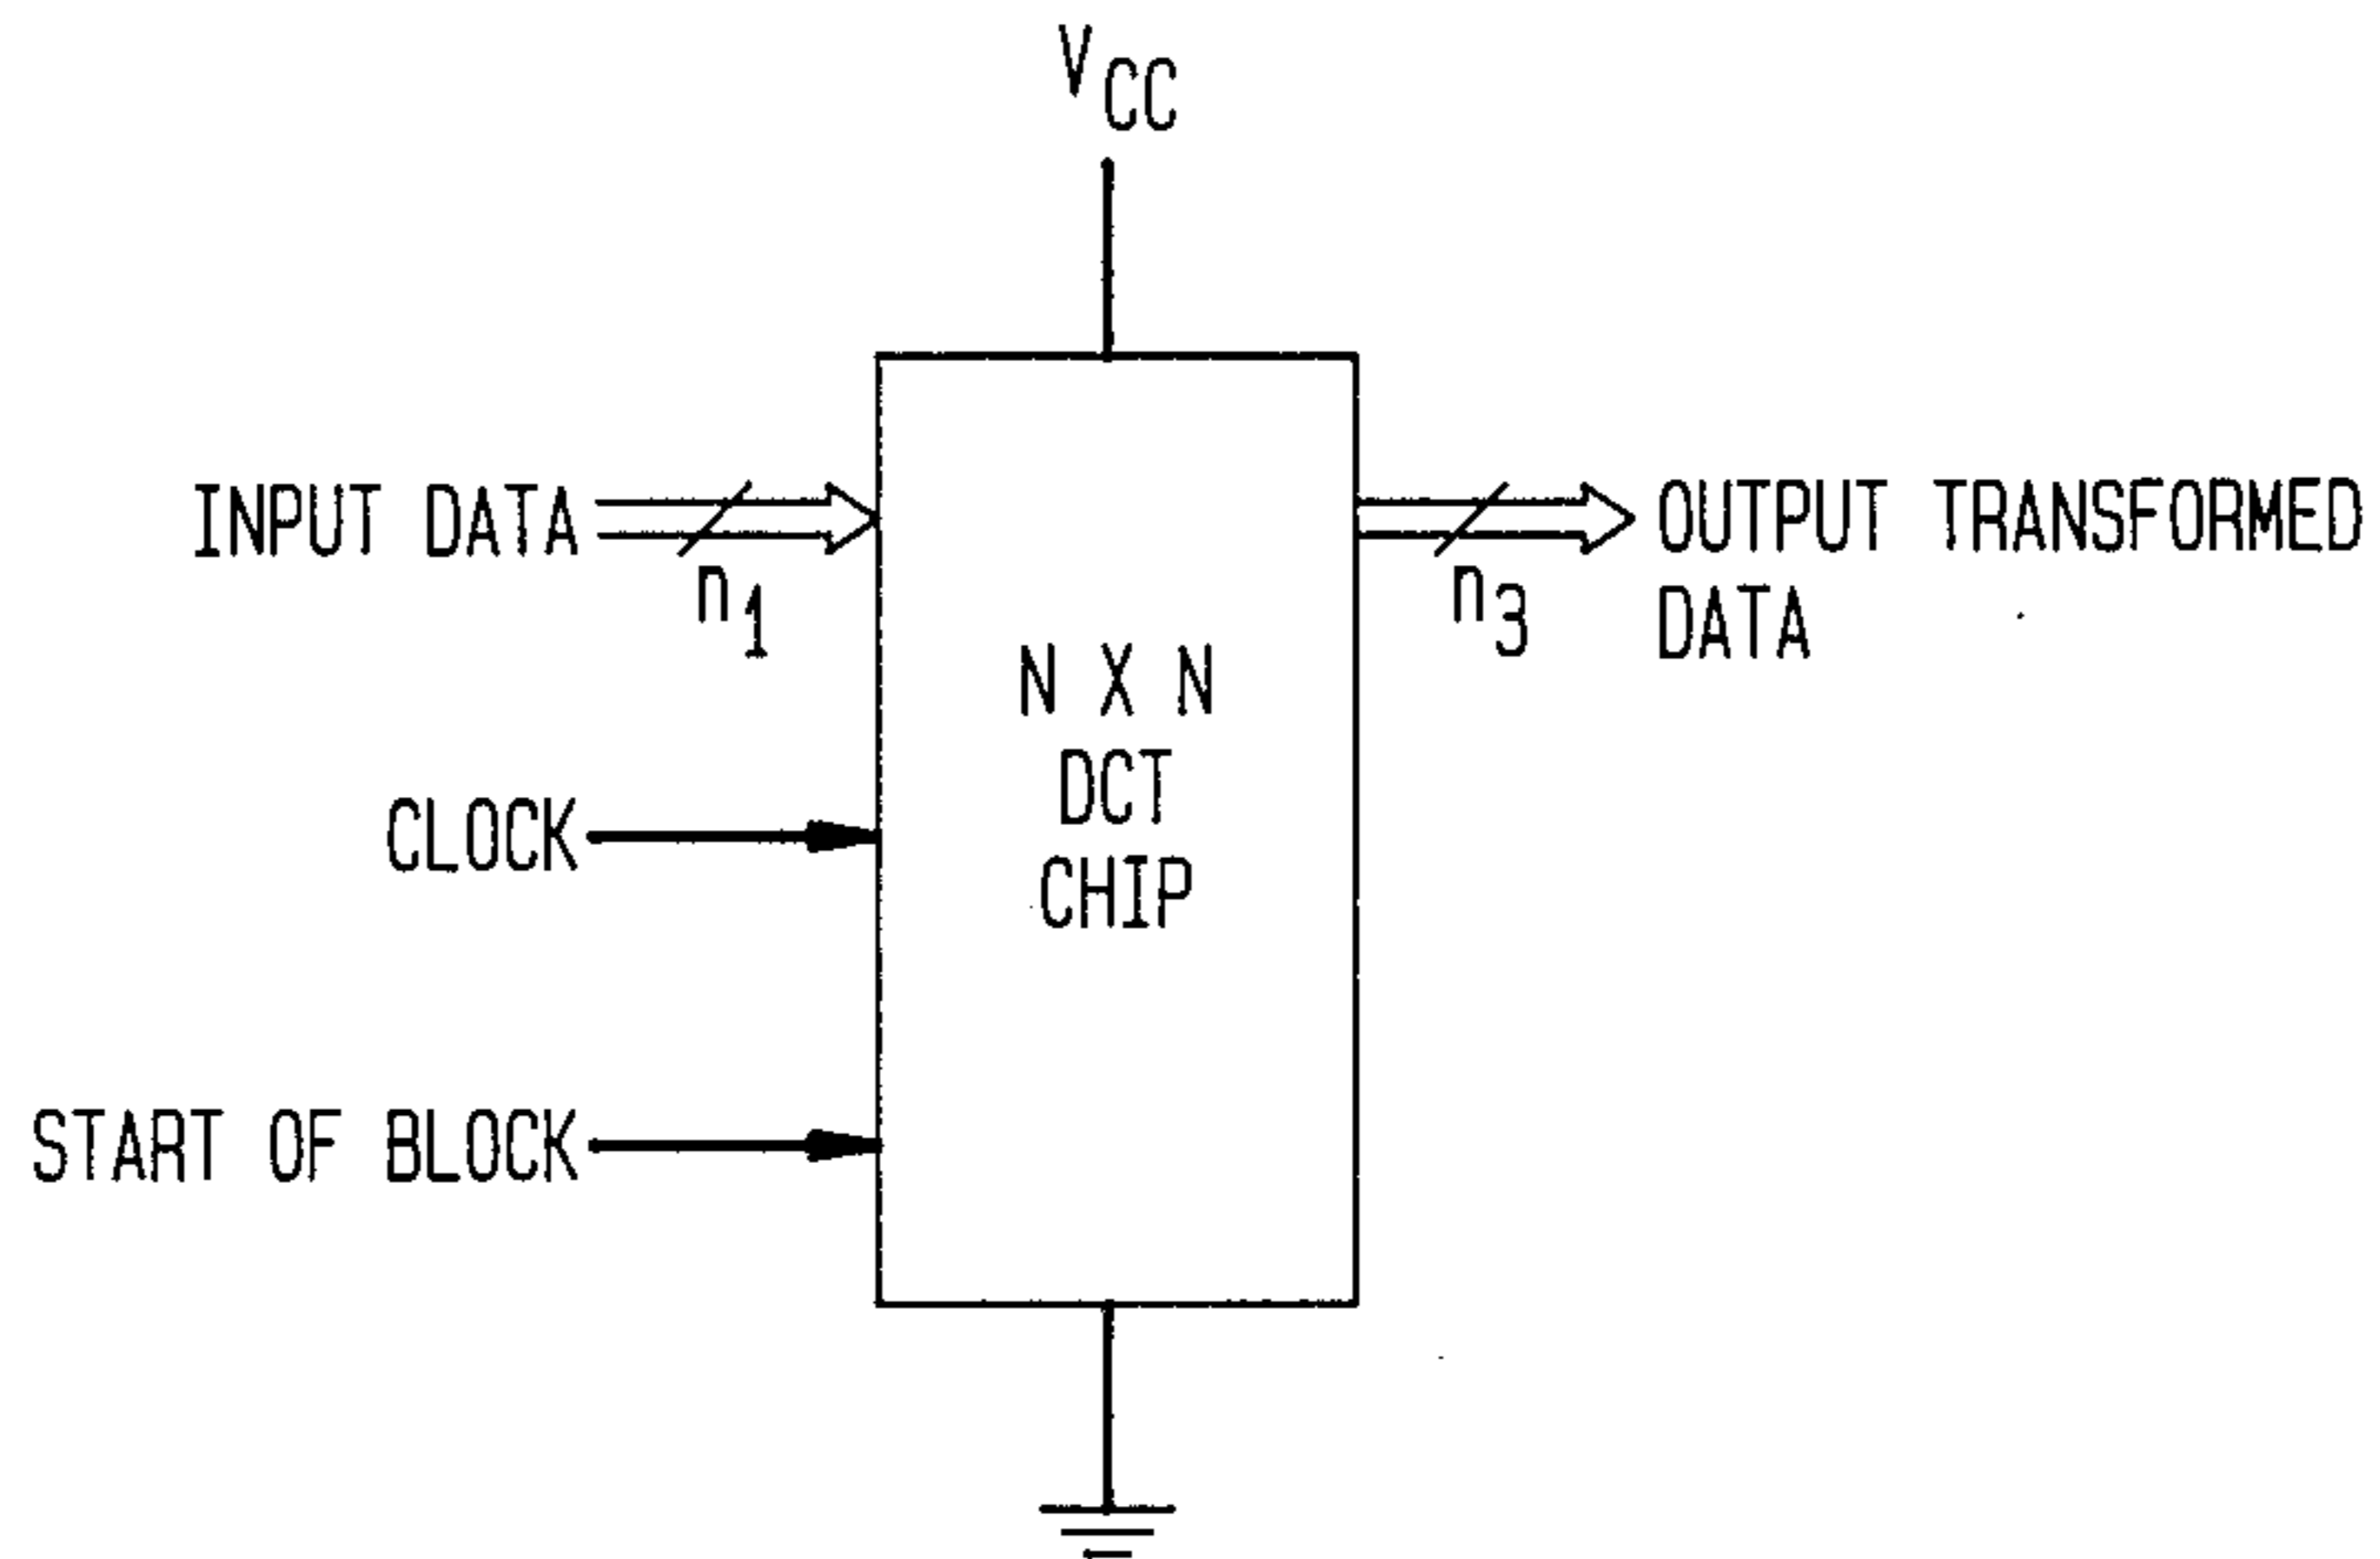 VCC
INPUT DATA
n1
n3
OUTPUT TRANSFORMED
DATA
N X N
DCT
CHIP
CLOCK
START OF BLOCK